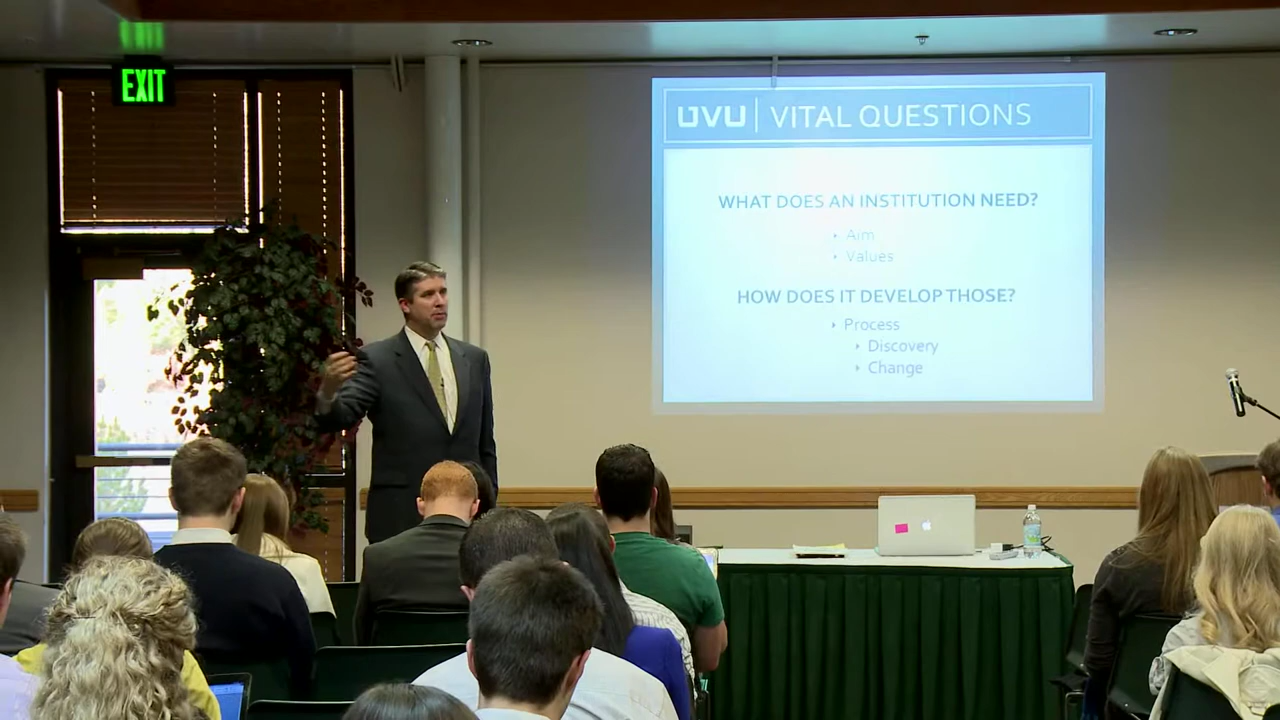 EXIT
UVU | VITAL QUESTIONS
WHAT DOES AN INSTITUTION NEED?
Aim
Values
HOW DOES IT DEVELOP THOSE?
Process
Discovery
Change